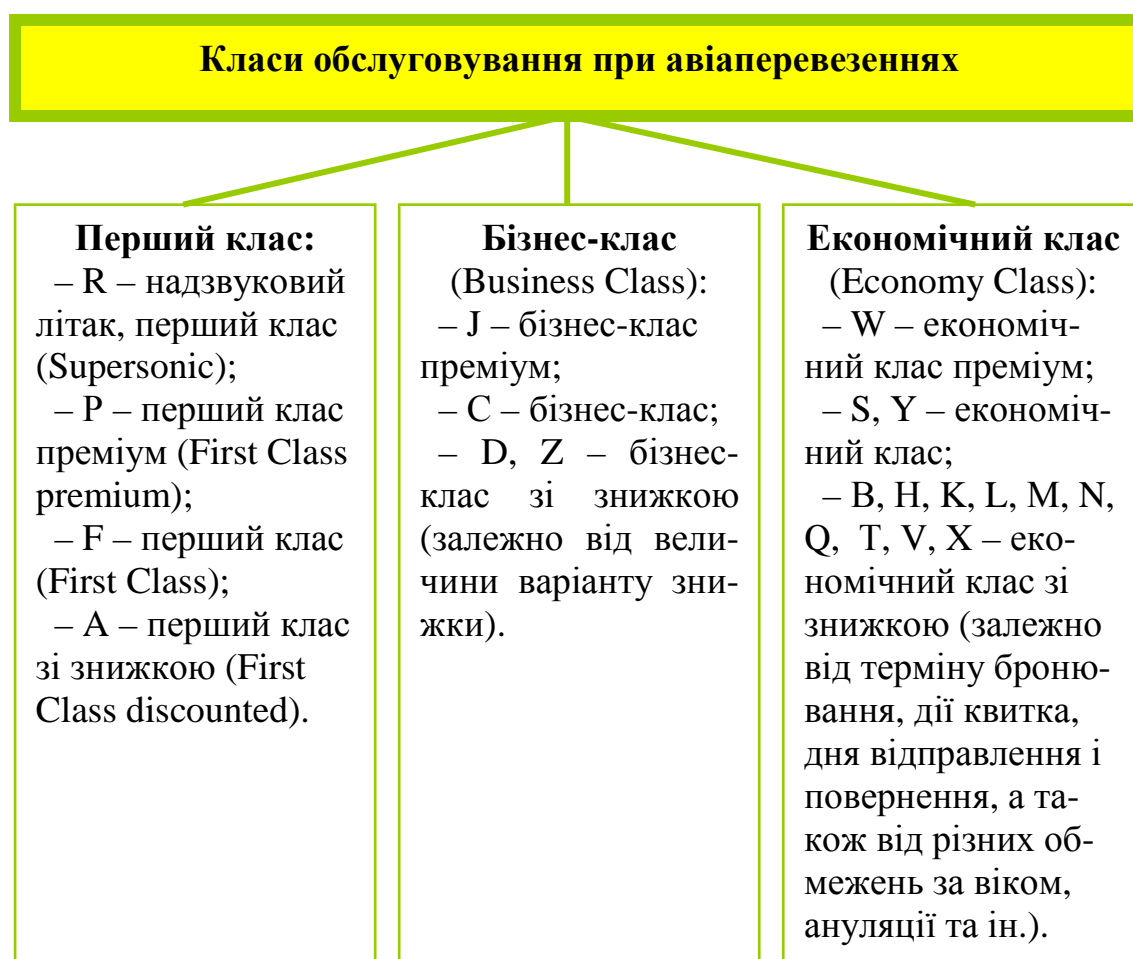 Класи обслуговування при авіаперевезеннях
Перший клас:
– R – надзвуковий
літак, перший клас
(Supersonic);
– P – перший клас
преміум (First Class
premium);
– F – перший клас
(First Class);
– A – перший клас
зі знижкою (First
Class discounted).
Бізнес-клас
(Business Class):
– J – бізнес-клас
преміум;
– C – бізнес-клас;
– D, Z – бізнес-
клас зі знижкою
(залежно від вели-
чини варіанту зни-
жки).
Економічний клас
(Economy Class):
– W – економіч-
ний клас преміум;
– S, Y – економіч-
ний клас;
– B, H, K, L, M, N,
Q, T, V, X – еко-
номічний клас зі
знижкою (залежно
від терміну броню-
вання, дії квитка,
дня відправлення і
повернення, а та-
кож від різних об-
межень за віком,
ануляції та ін.).